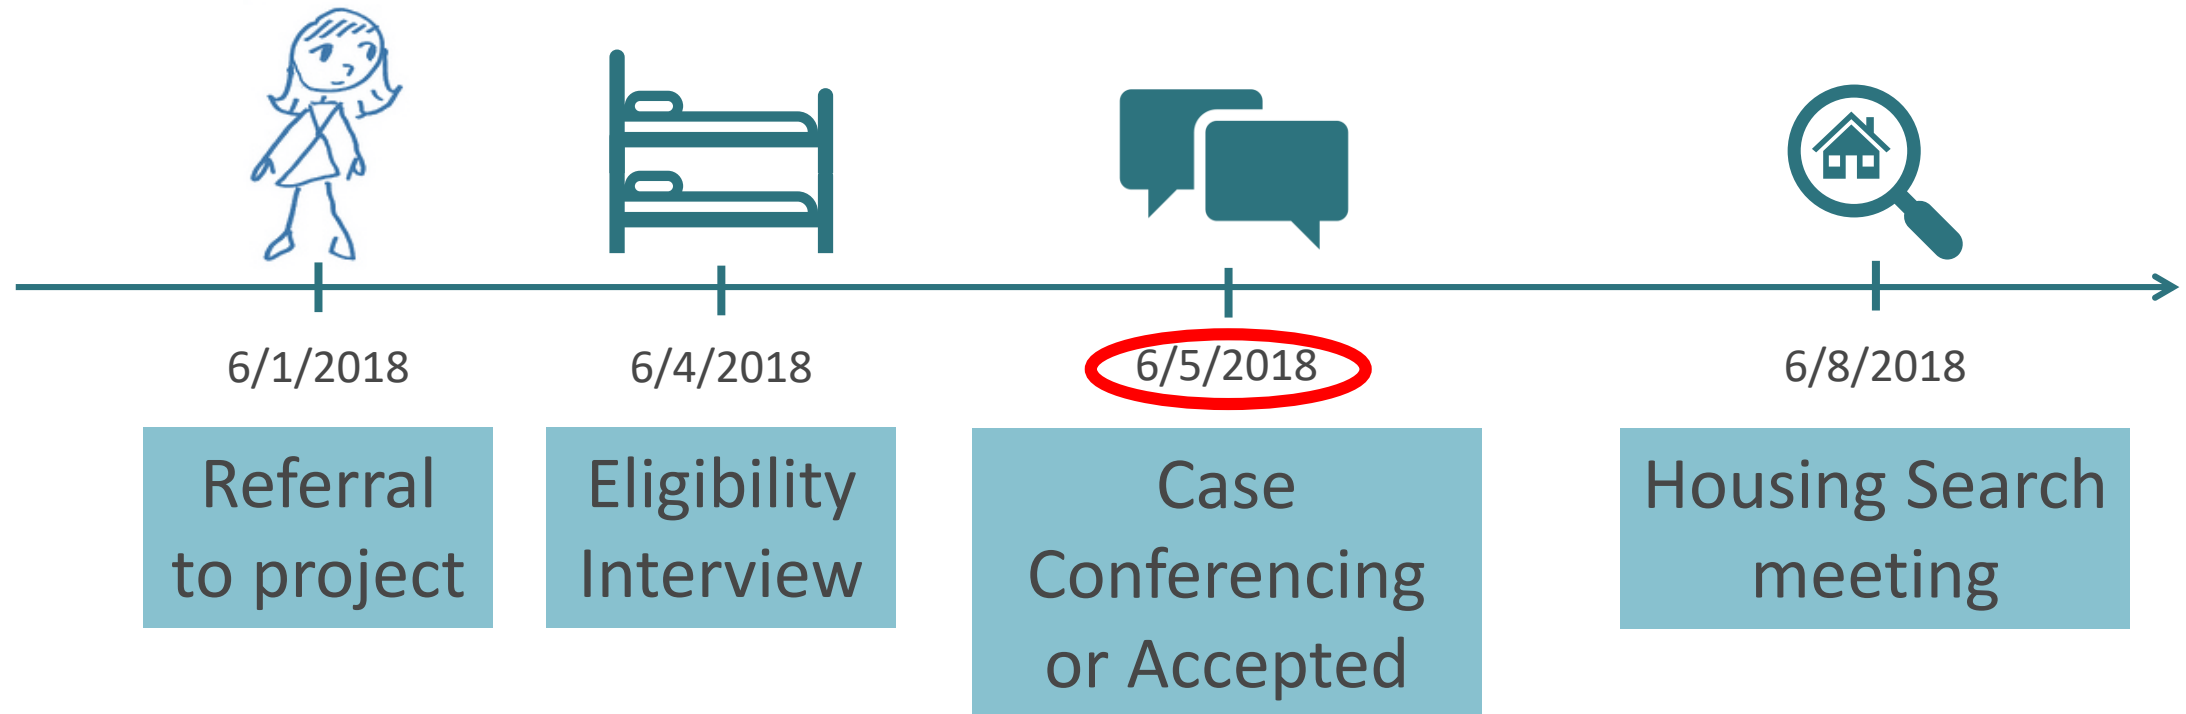 6/1/2018
6/4/2018
6/5/2018
6/8/2018
Referral
to project
Eligibility
Interview
Case
Conferencing
or Accepted
Housing Search
meeting